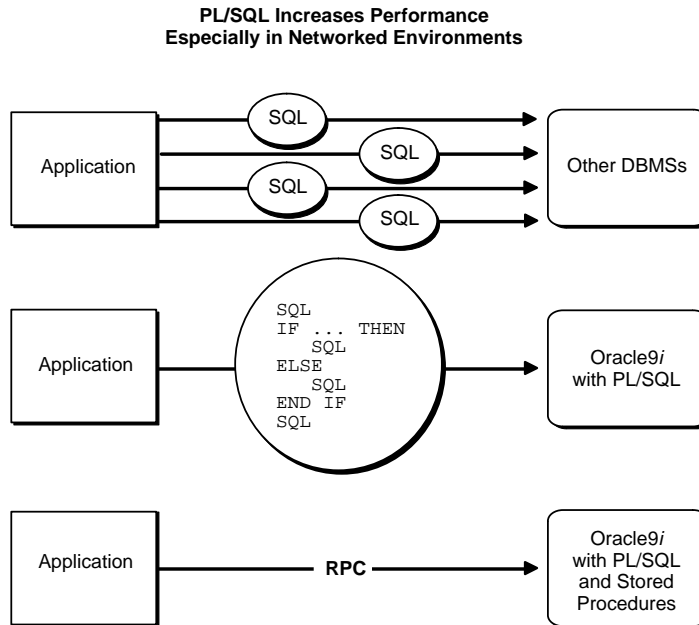 PL/SQL Increases Performance
Especially in Networked Environments
Application
SQL
SQL
SQL
SQL
Other DBMSs
Application
SQL
IF ... THEN
    SQL
ELSE
    SQL
END IF
SQL
Oracle9i
with PL/SQL
Application
RPC
Oracle9i
with PL/SQL
and Stored
Procedures